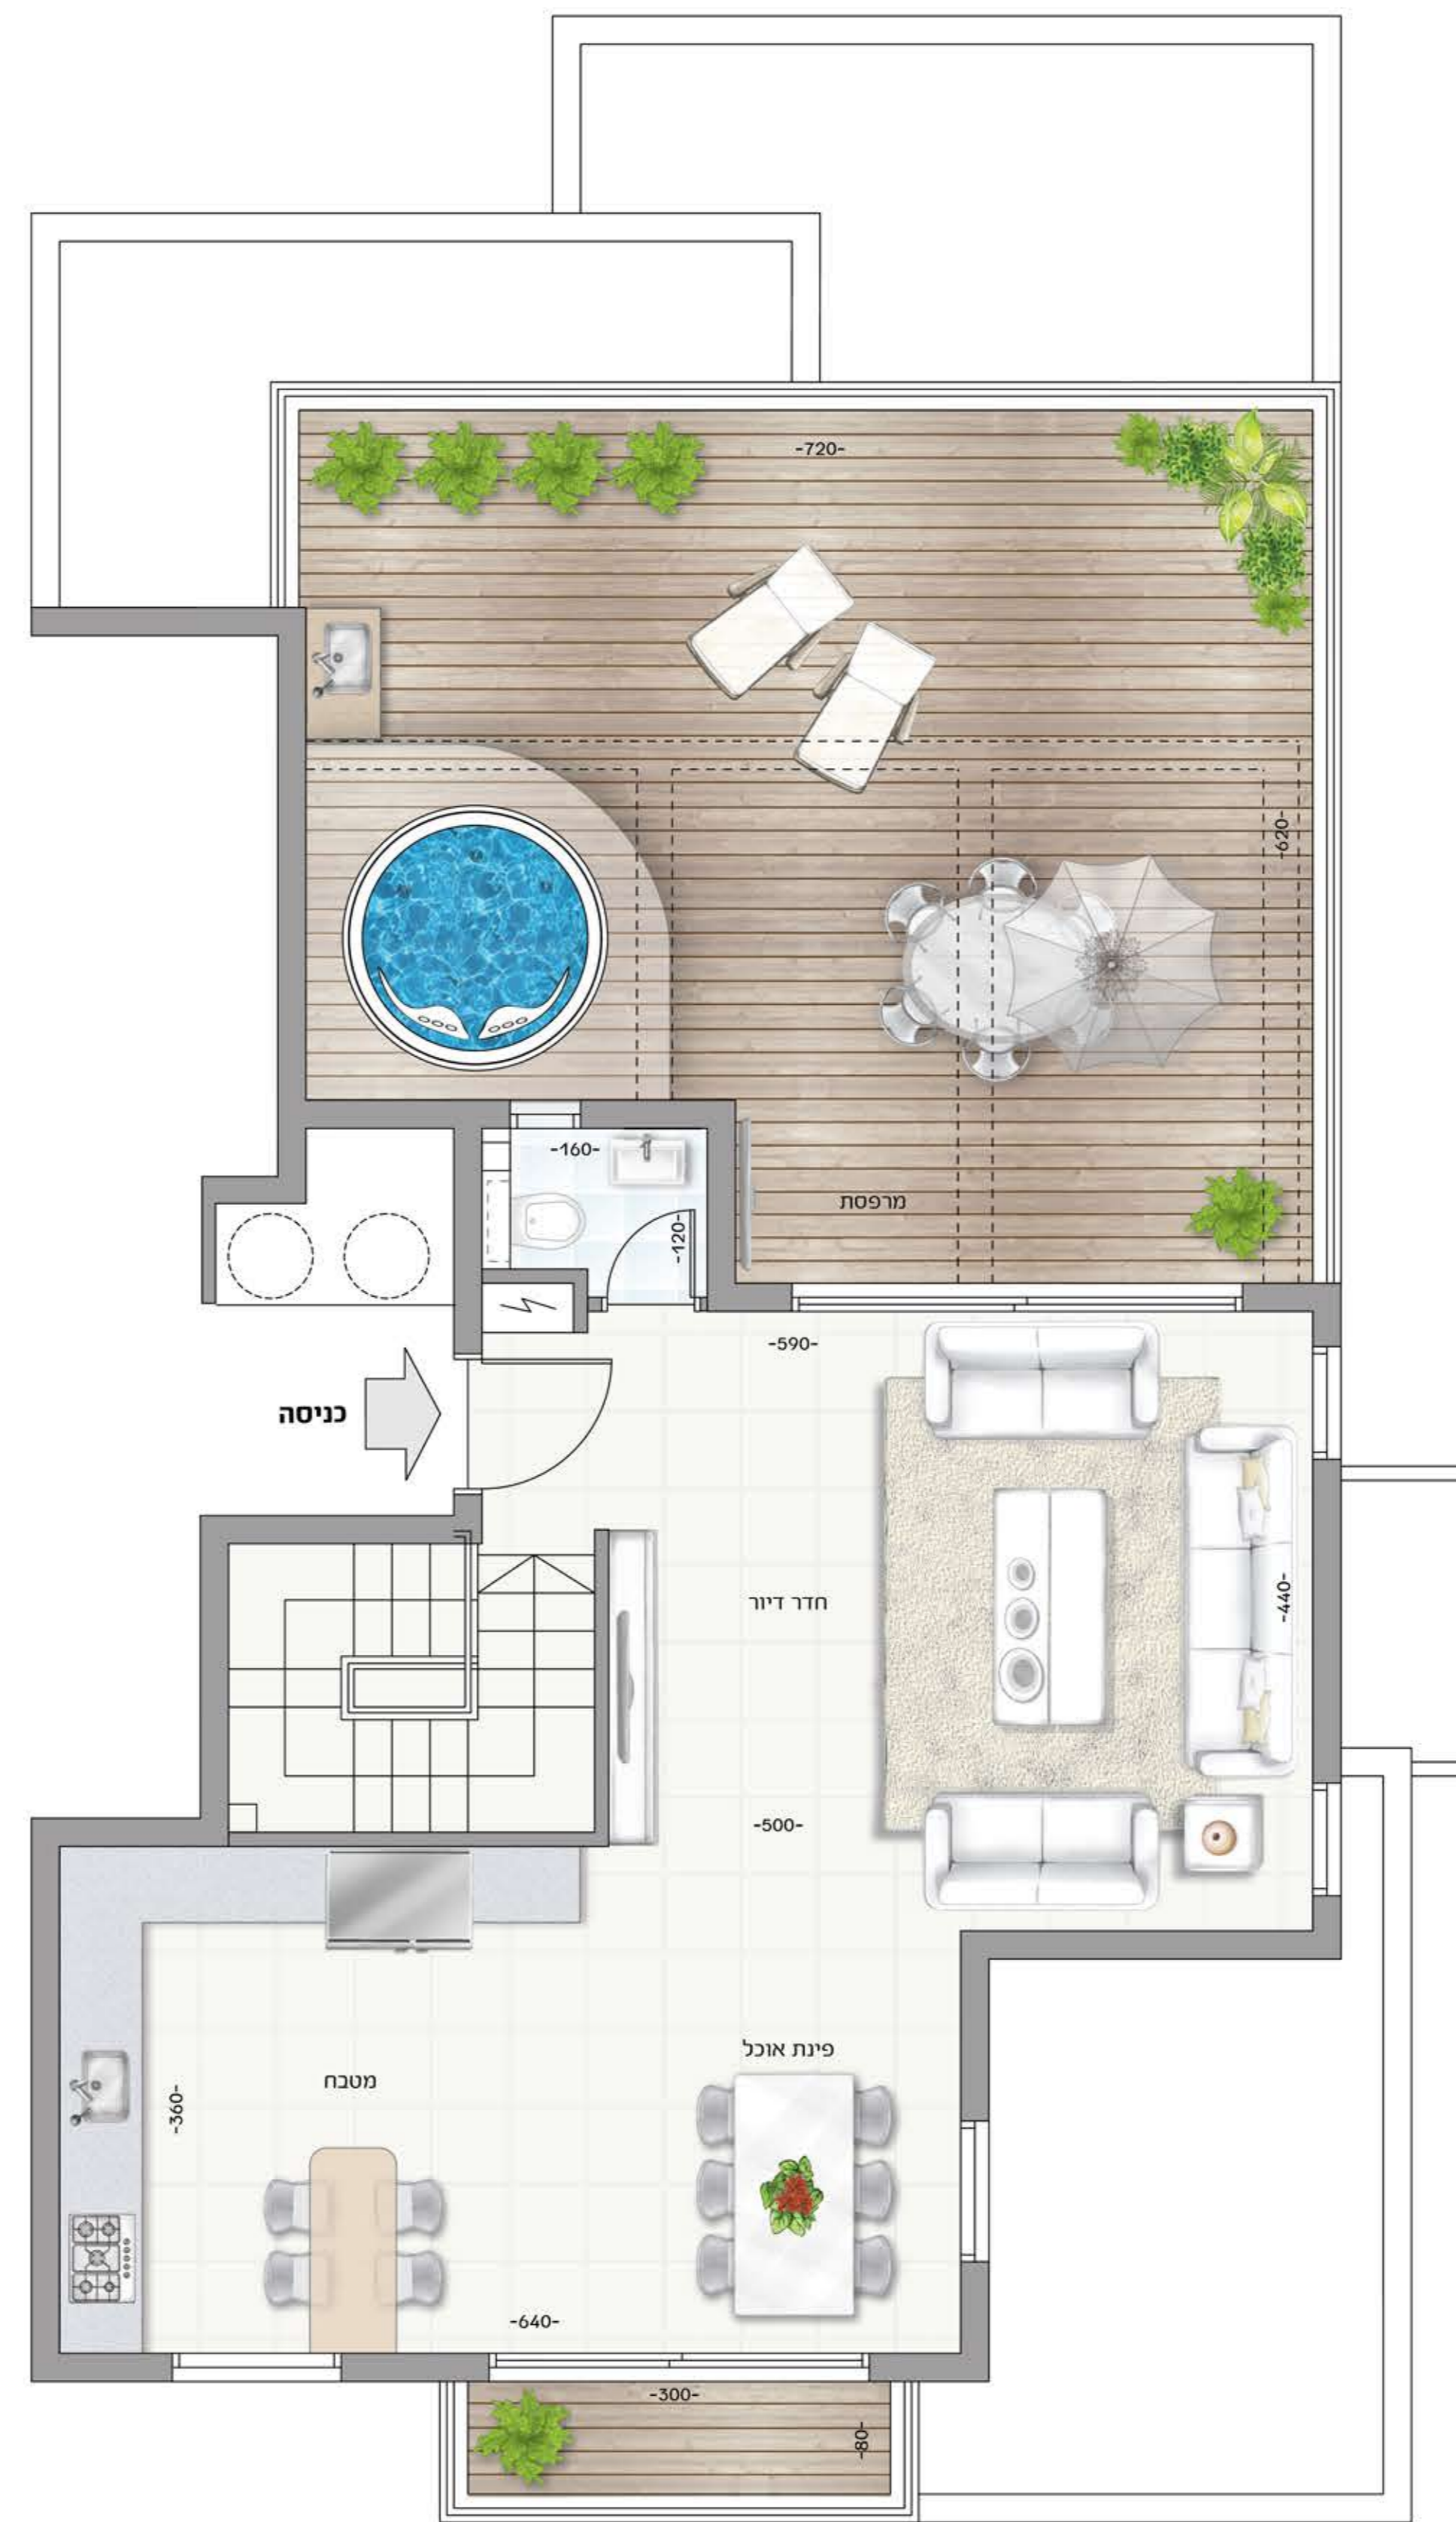 -720-
-620-
-160-
-120-
מרפסת
-590-
כניסה
חדר דיור
-440-
-500-
פינת אוכל
מטבח
-360-
-640-
-300-
-80-